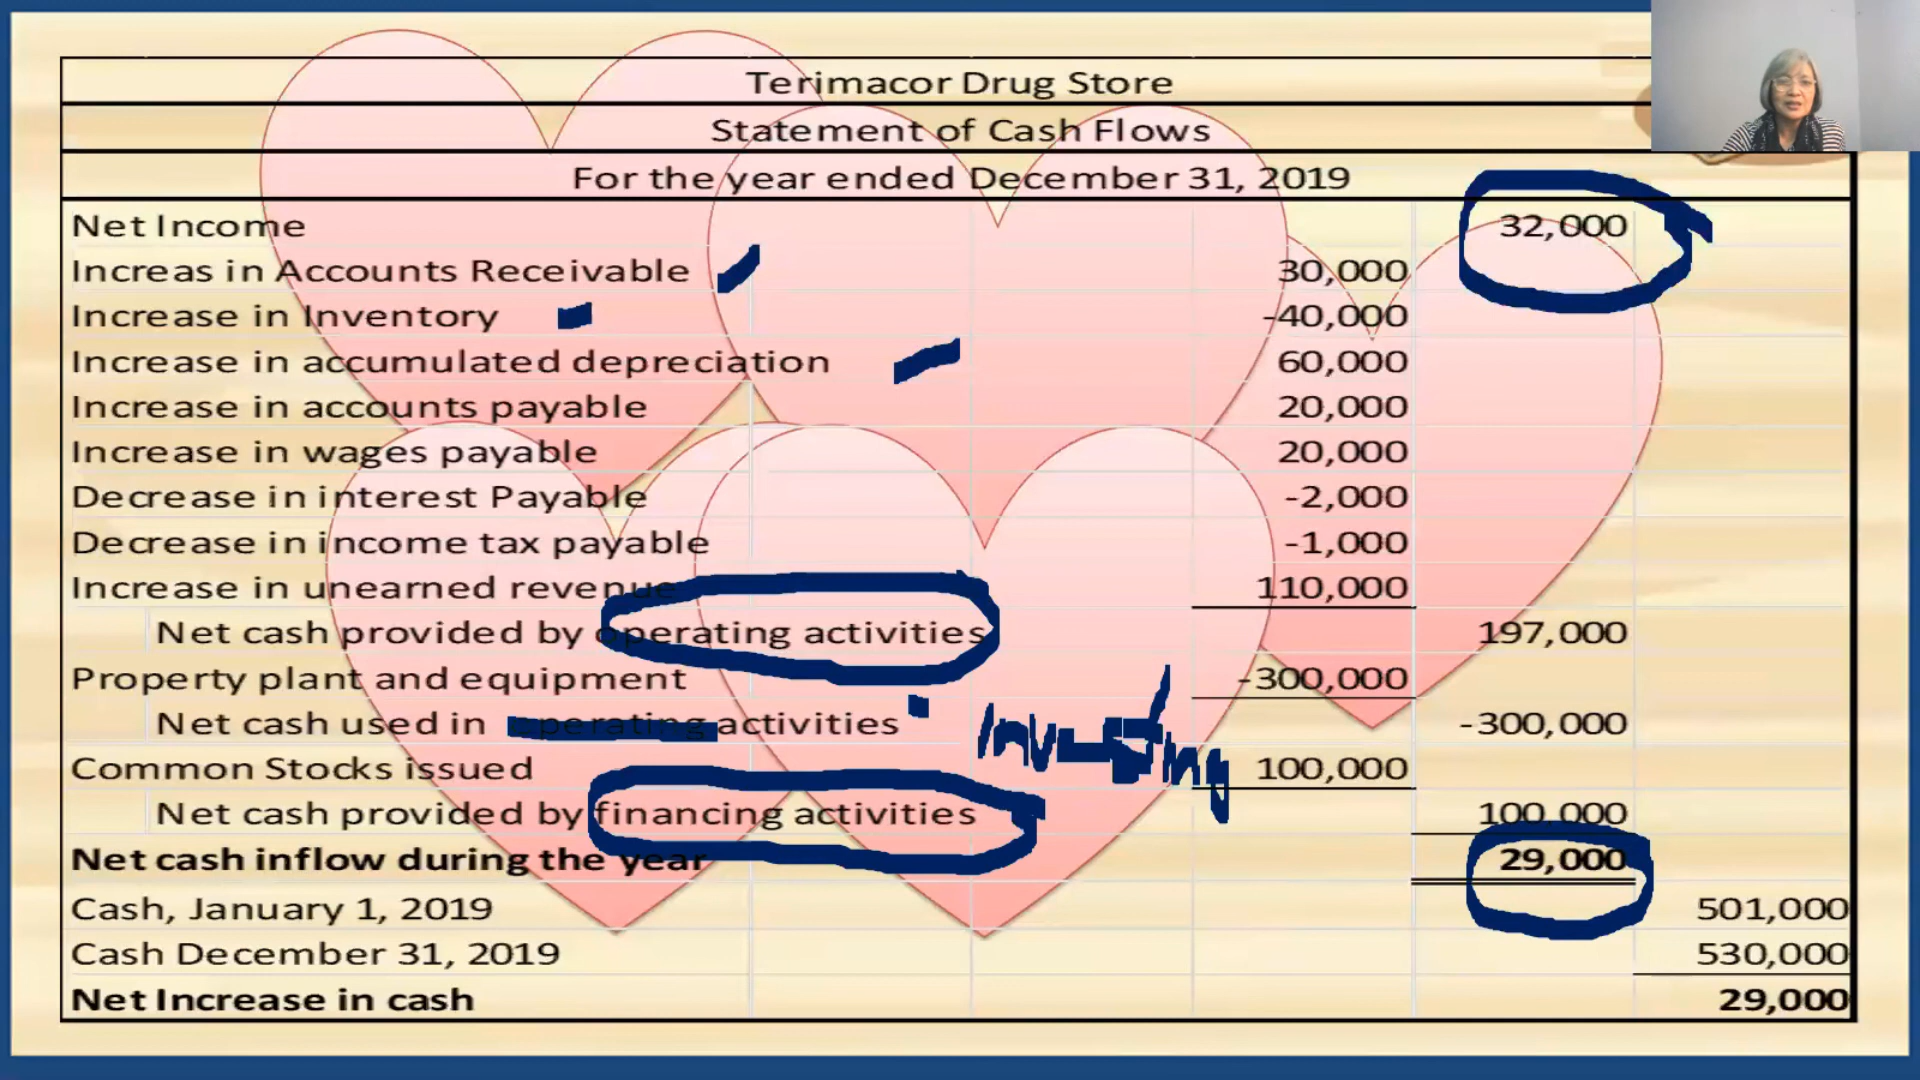 Terimacor Drug Store
Statement of Cash Flows
For the year ended December 31, 2019
Net Income 32,000
Increas in Accounts Receivable 30,000
Increase in Inventory -40,000
Increase in accumulated depreciation 60,000
Increase in accounts payable 20,000
Increase in wages payable 20,000
Decrease in interest Payable -2,000
Decrease in income tax payable -1,000
Increase in unearned revenue 110,000
Net cash provided by operating activities 197,000
Property plant and equipment -300,000
Net cash used in operating activities Investing -300,000
Common Stocks issued 100,000
Net cash provided by financing activities 100,000
Net cash inflow during the year 29,000
Cash, January 1, 2019 501,000
Cash December 31, 2019 530,000
Net Increase in cash 29,000